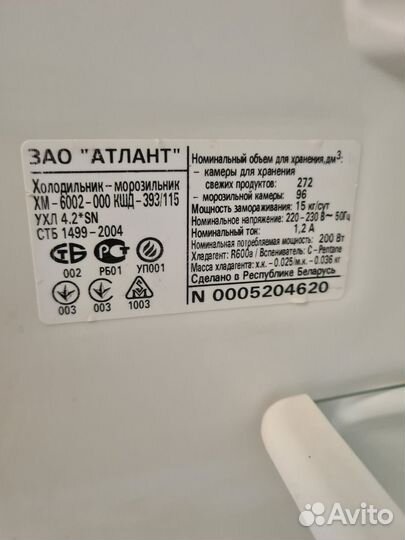 ЗАО "АТЛАНТ"
Холодильник - морозильник
ХМ - 6002-000 КШД-393/115
УХЛ 4.2*SN
СТБ 1499-2004
002 РБ01 УП001
003 003 1003
Номинальный объем для хранения,дм³:
- камеры для хранения
свежих продуктов: 272
- морозильной камеры: 96
Мощность замораживания: 15 кг/сут
Номинальное напряжение: 220-230 В~ 50Гц
Номинальный ток: 1,2 А
Номинальная потребляемая мощность: 200 Вт
Хладагент: R600a / Вспениватель: C - Pentane
Масса хладагента: х.к. -0.025/м.к. -0.036 кг
Сделано в Республике Беларусь
N 0005204620
Avito